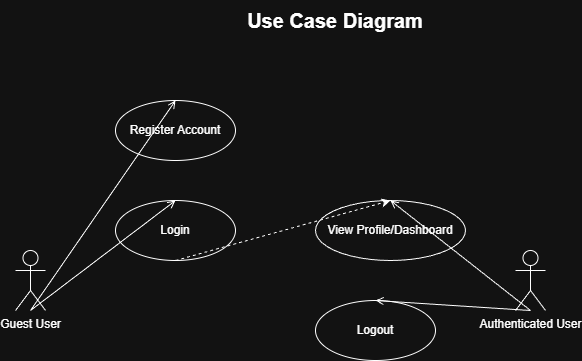 Use Case Diagram
Register Account
Login
View Profile/Dashboard
Guest User
Authenticated User
Logout